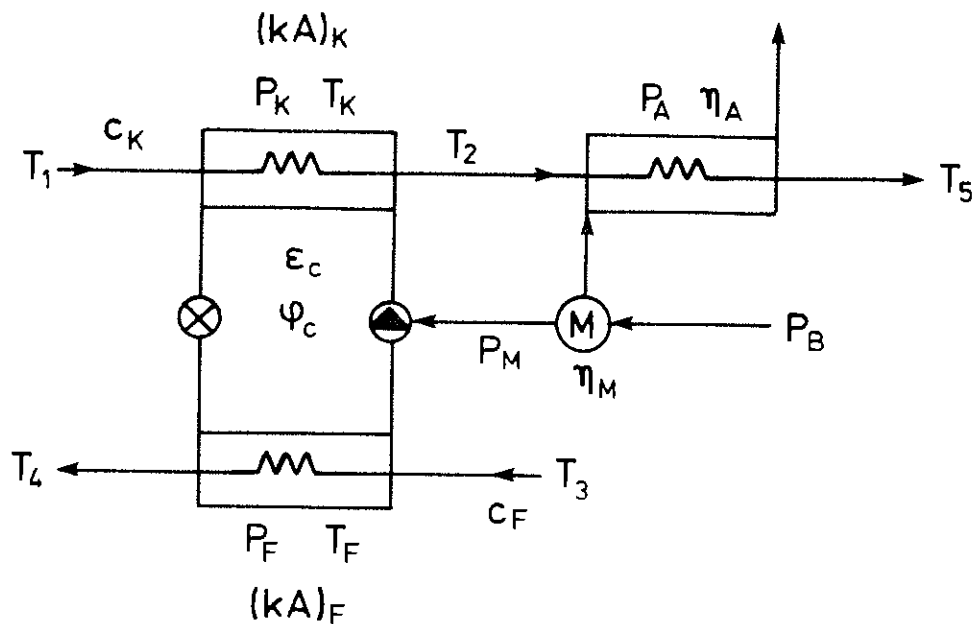 (kA)K
PK TK
PA ηA
cK
T1
T2
T5
εc
φc
M
PM
PB
ηM
T4
T3
cF
PF TF
(kA)F